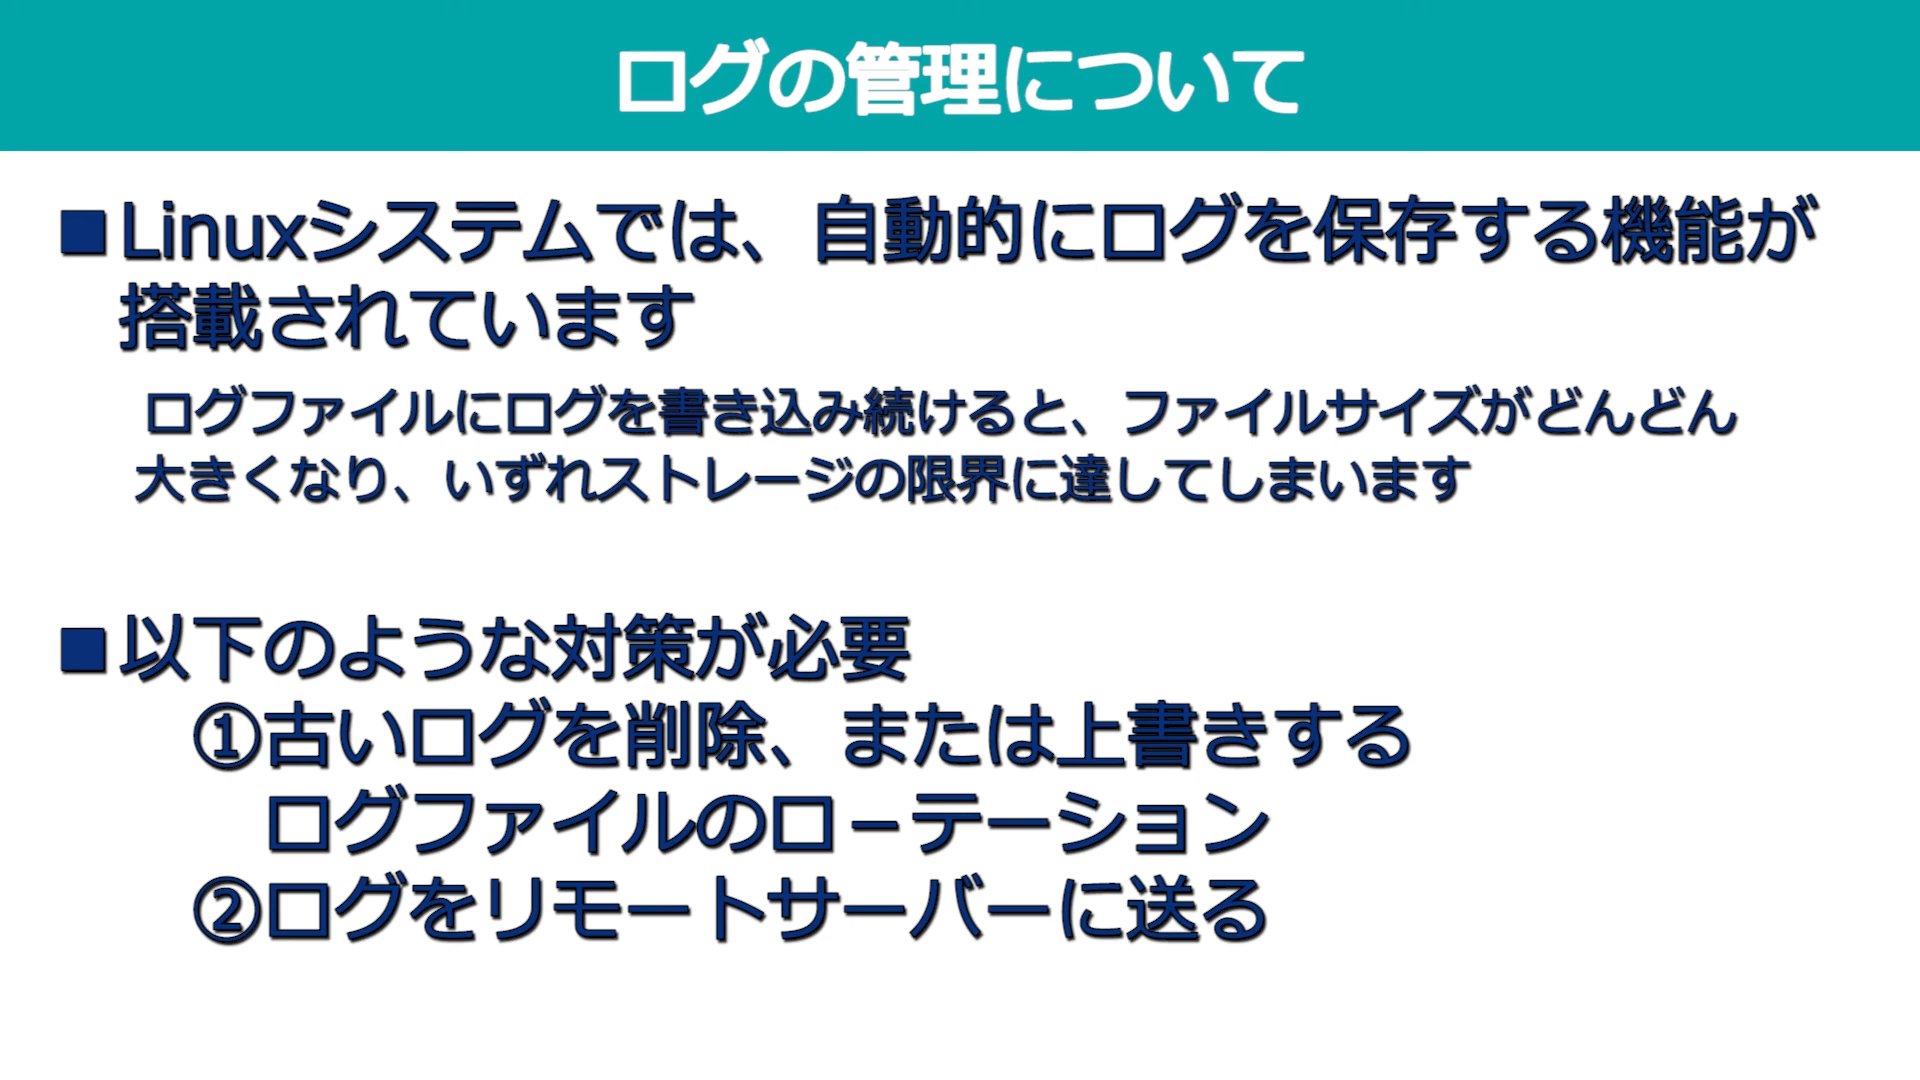 ログの管理について
■Linuxシステムでは、自動的にログを保存する機能が
搭載されています
ログファイルにログを書き込み続けると、ファイルサイズがどんどん
大きくなり、いずれストレージの限界に達してしまいます
■以下のような対策が必要
①古いログを削除、または上書きする
ログファイルのロ－テーション
②ログをリモートサーバーに送る